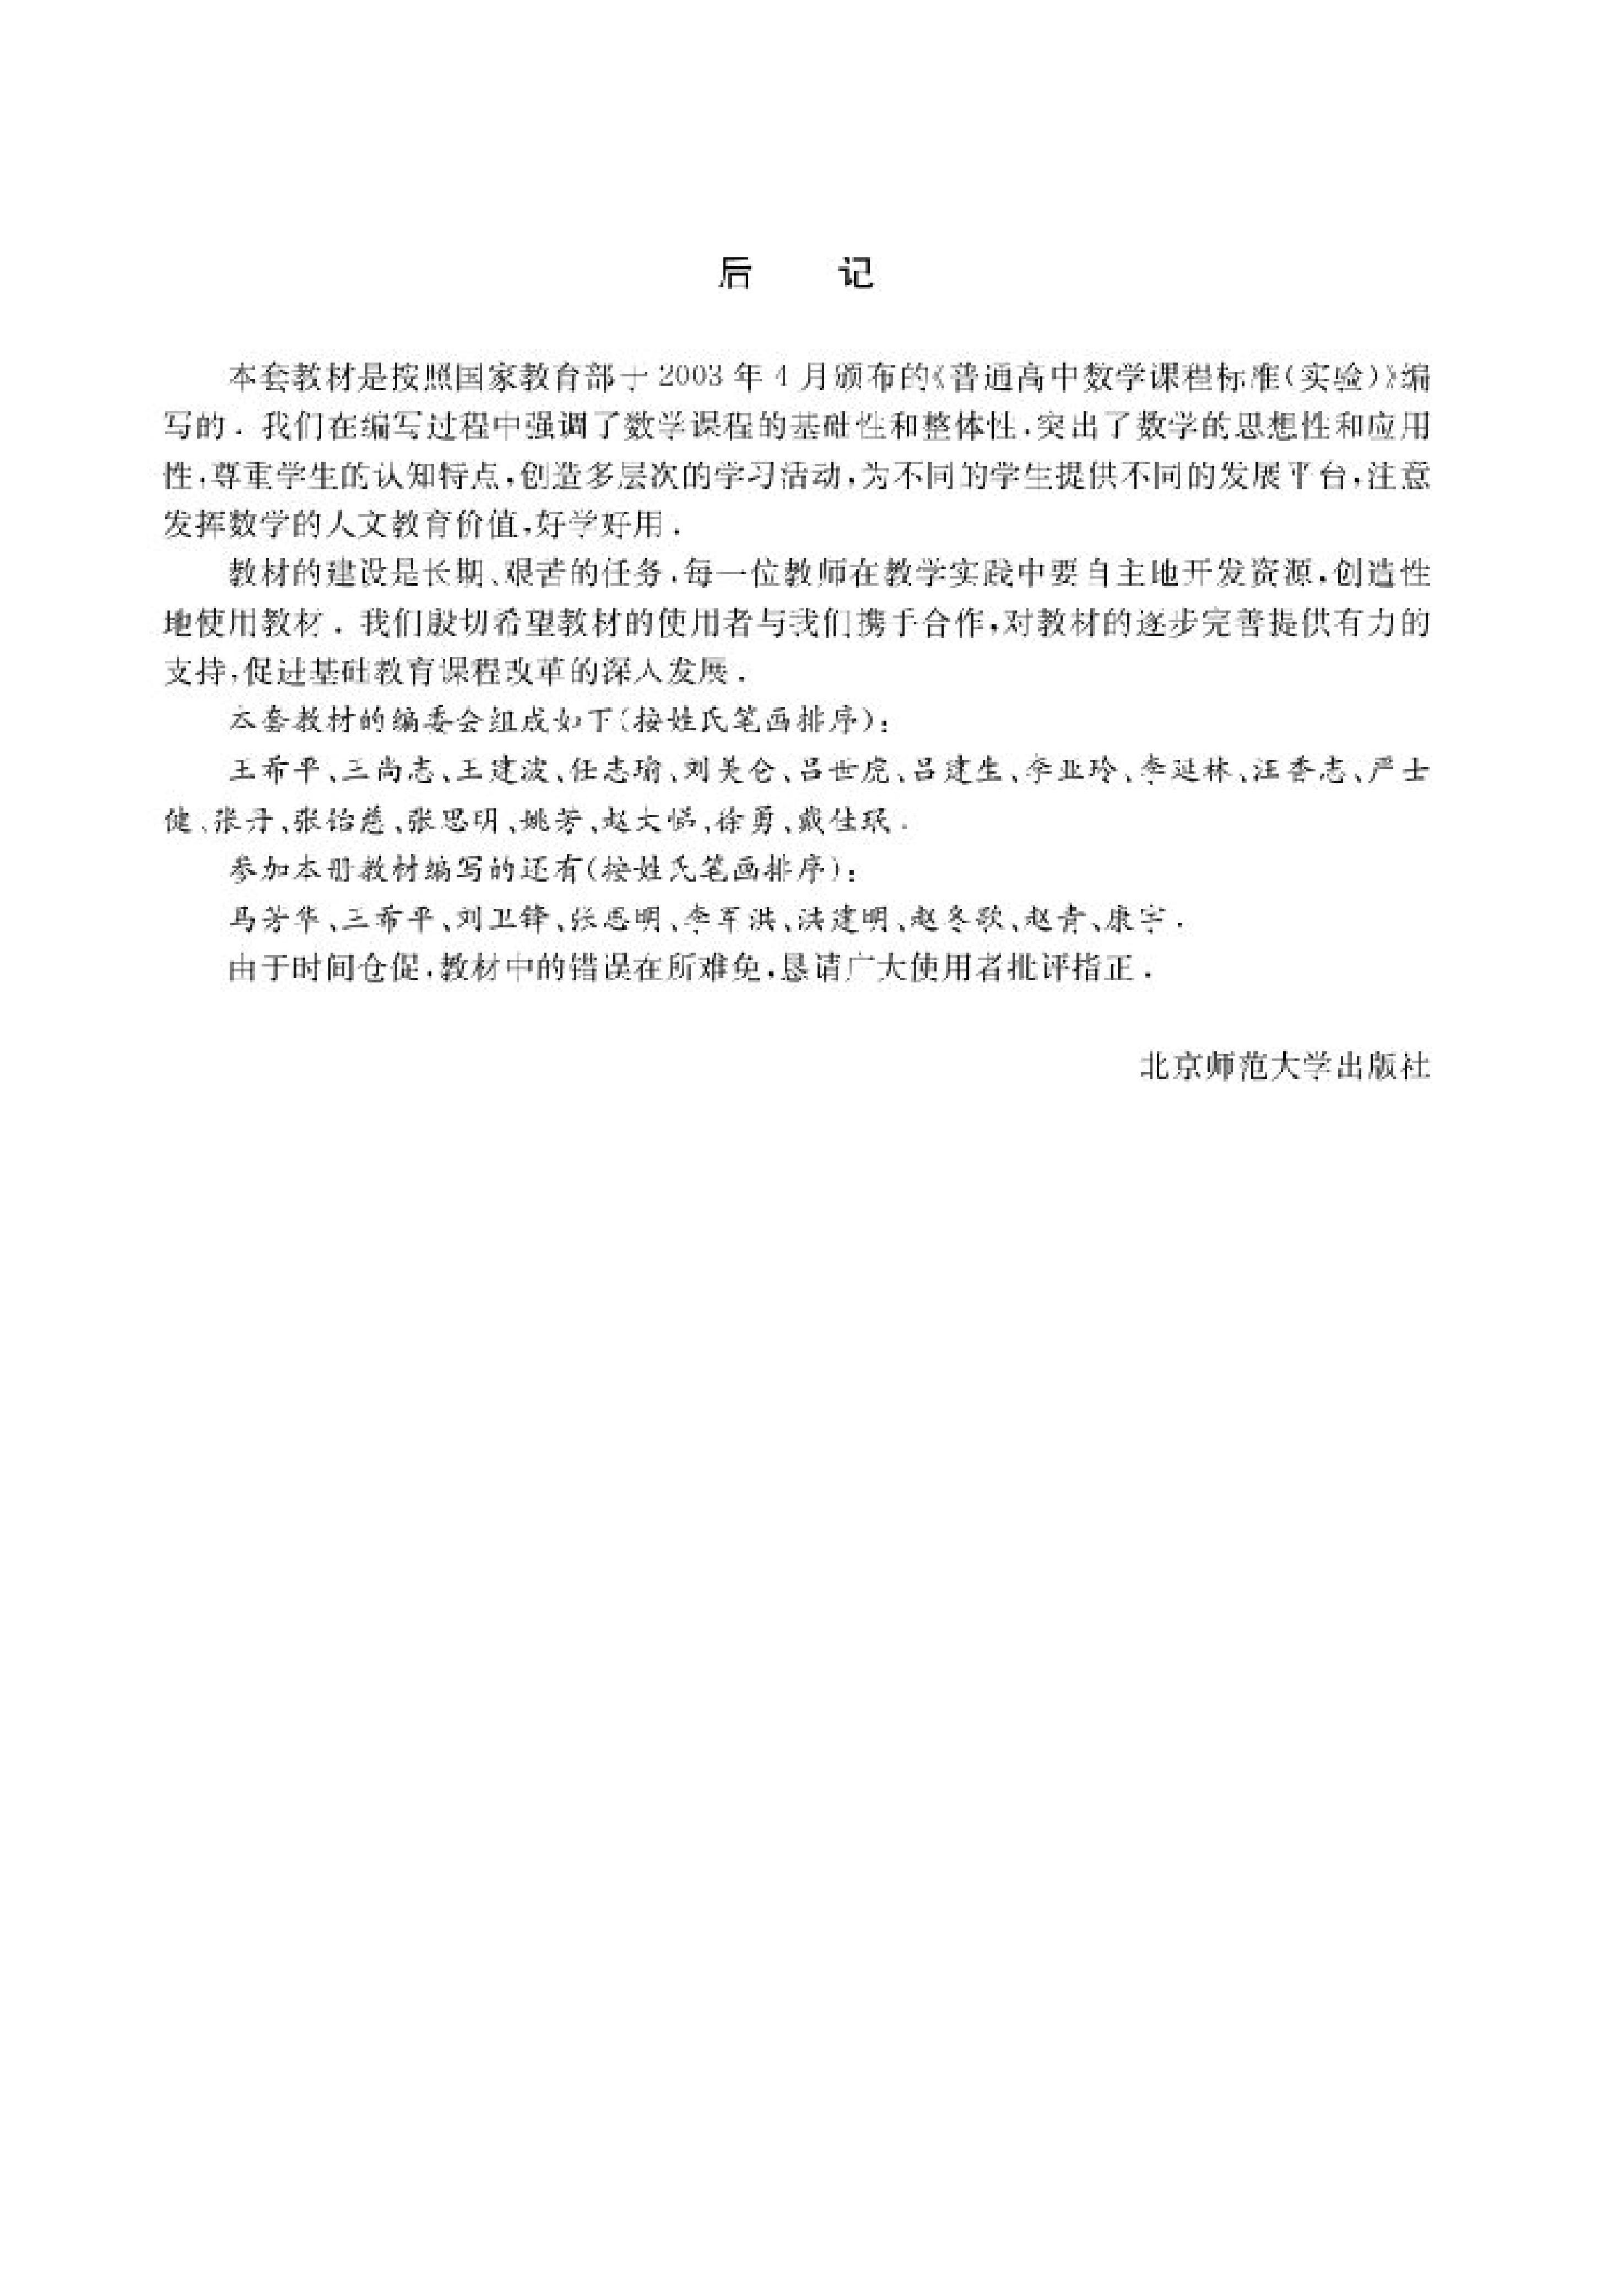 后 记
本套教材是按照国家教育部于 2003 年 4 月颁布的《普通高中数学课程标准(实验)》编
写的．我们在编写过程中强调了数学课程的基础性和整体性,突出了数学的思想性和应用
性,尊重学生的认知特点,创造多层次的学习活动,为不同的学生提供不同的发展平台,注意
发挥数学的人文教育价值,好学好用．
教材的建设是长期、艰苦的任务,每一位教师在教学实践中要自主地开发资源,创造性
地使用教材．我们殷切希望教材的使用者与我们携手合作,对教材的逐步完善提供有力的
支持,促进基础教育课程改革的深入发展．
本套教材的编委会组成如下(按姓氏笔画排序)：
王希平、王尚志、王建波、任志瑜、刘美仑、吕世虎、吕建生、李亚玲、李延林、汪香志、严士
健、张丹、张怡慈、张思明、姚芳、赵大悌、徐勇、戴佳珉．
参加本册教材编写的还有(按姓氏笔画排序)：
马芳华、王希平、刘卫锋、张思明、李军洪、洪建明、赵冬歌、赵青、康宇．
由于时间仓促,教材中的错误在所难免,恳请广大使用者批评指正．
北京师范大学出版社